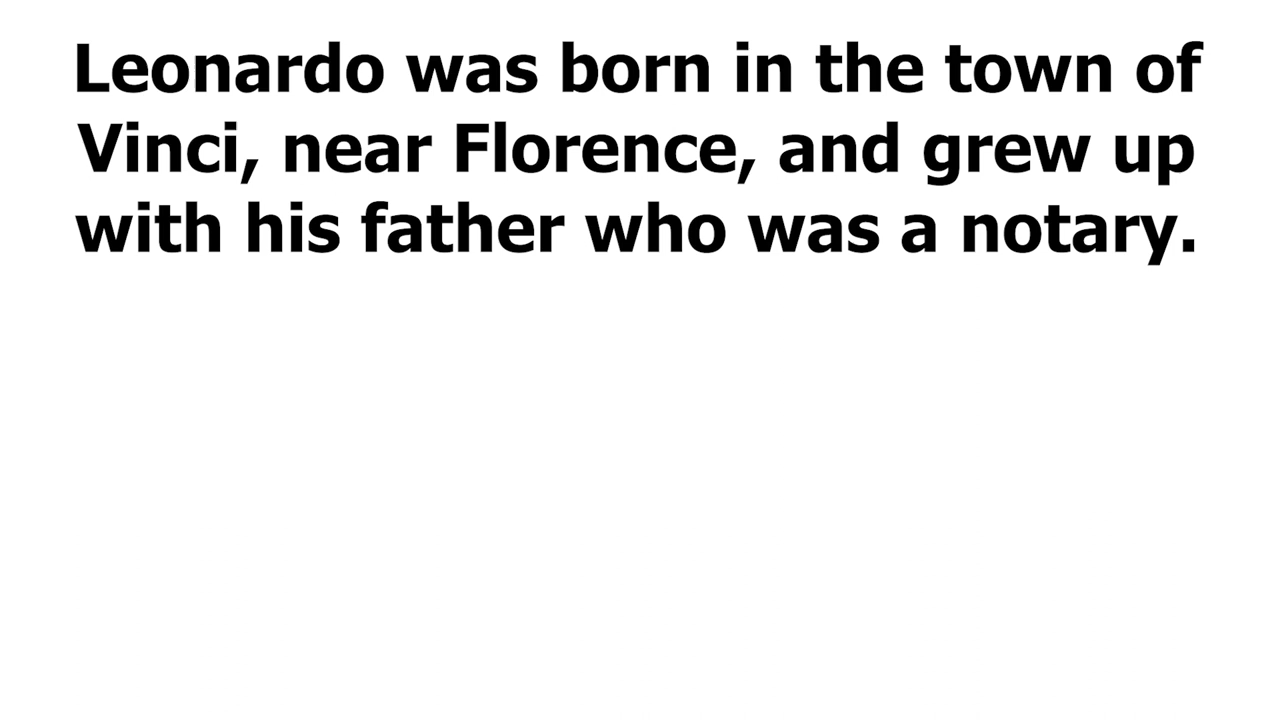 Leonardo was born in the town of
Vinci, near Florence, and grew up
with his father who was a notary.